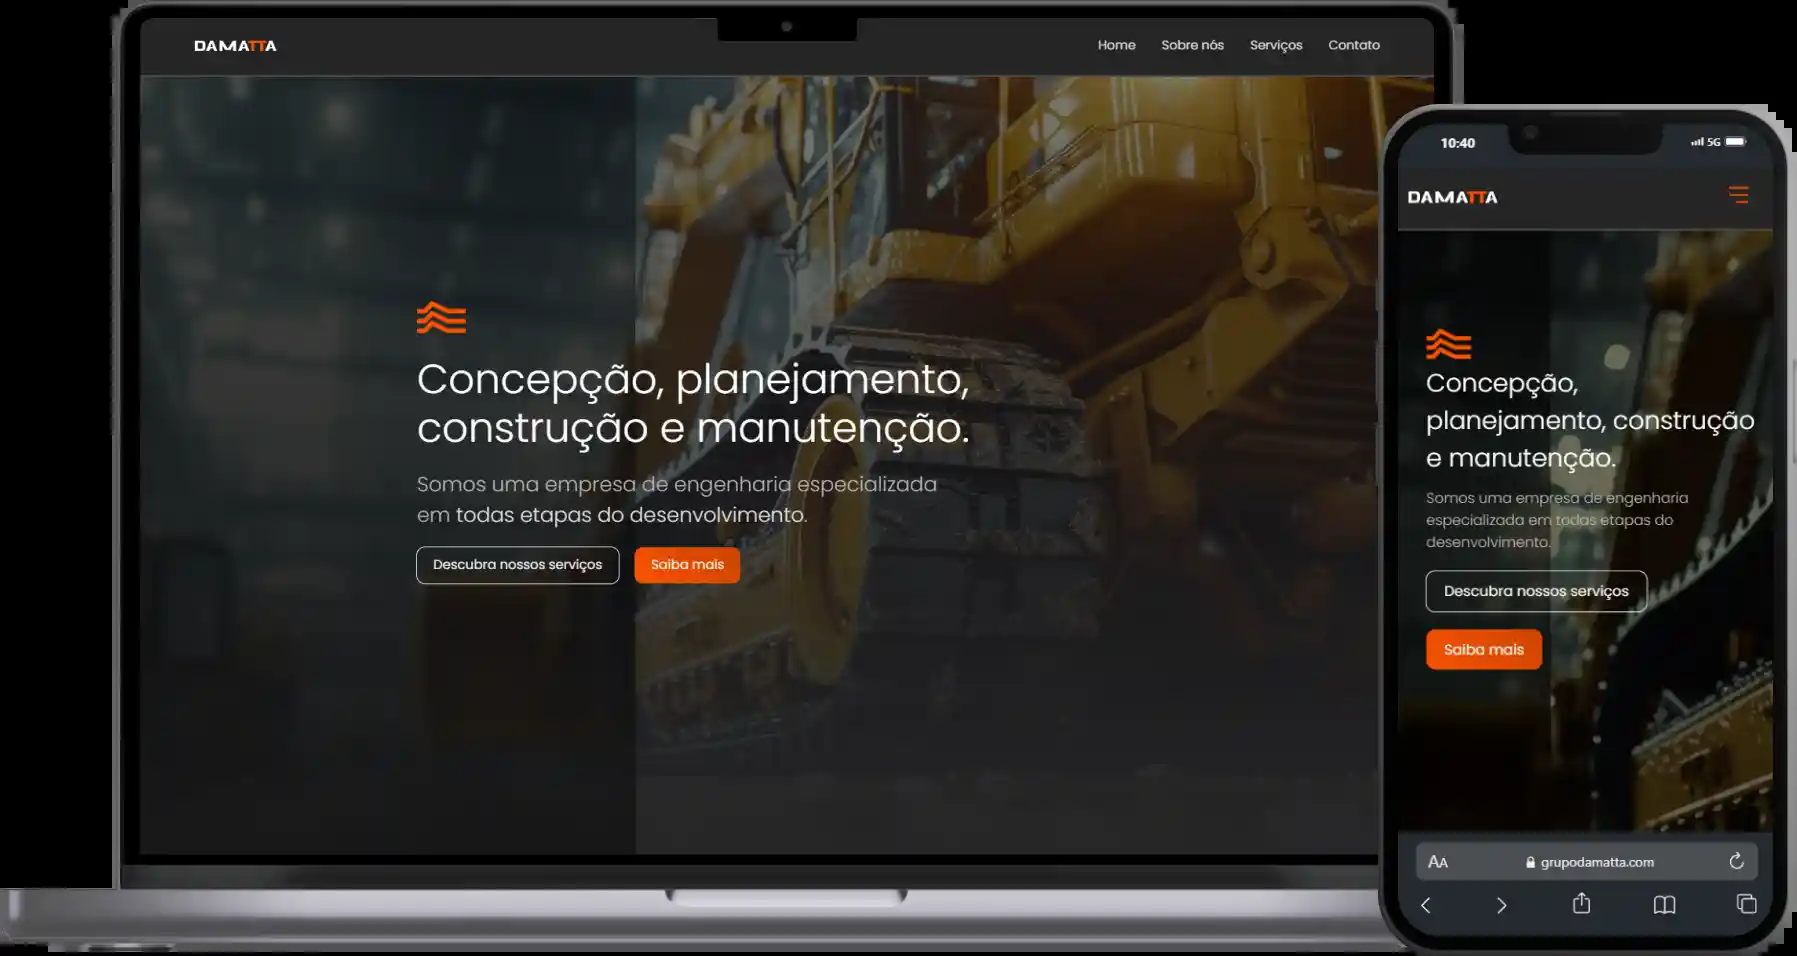 DAMATTA
Home Sobre nós Serviços Contato
Concepção, planejamento,
construção e manutenção.
Somos uma empresa de engenharia especializada
em todas etapas do desenvolvimento.
Descubra nossos serviços Saiba mais
10:40 5G
DAMATTA
Concepção,
planejamento, construção
e manutenção.
Somos uma empresa de engenharia
especializada em todas etapas do
desenvolvimento.
Descubra nossos serviços
Saiba mais
AA grupodamatta.com